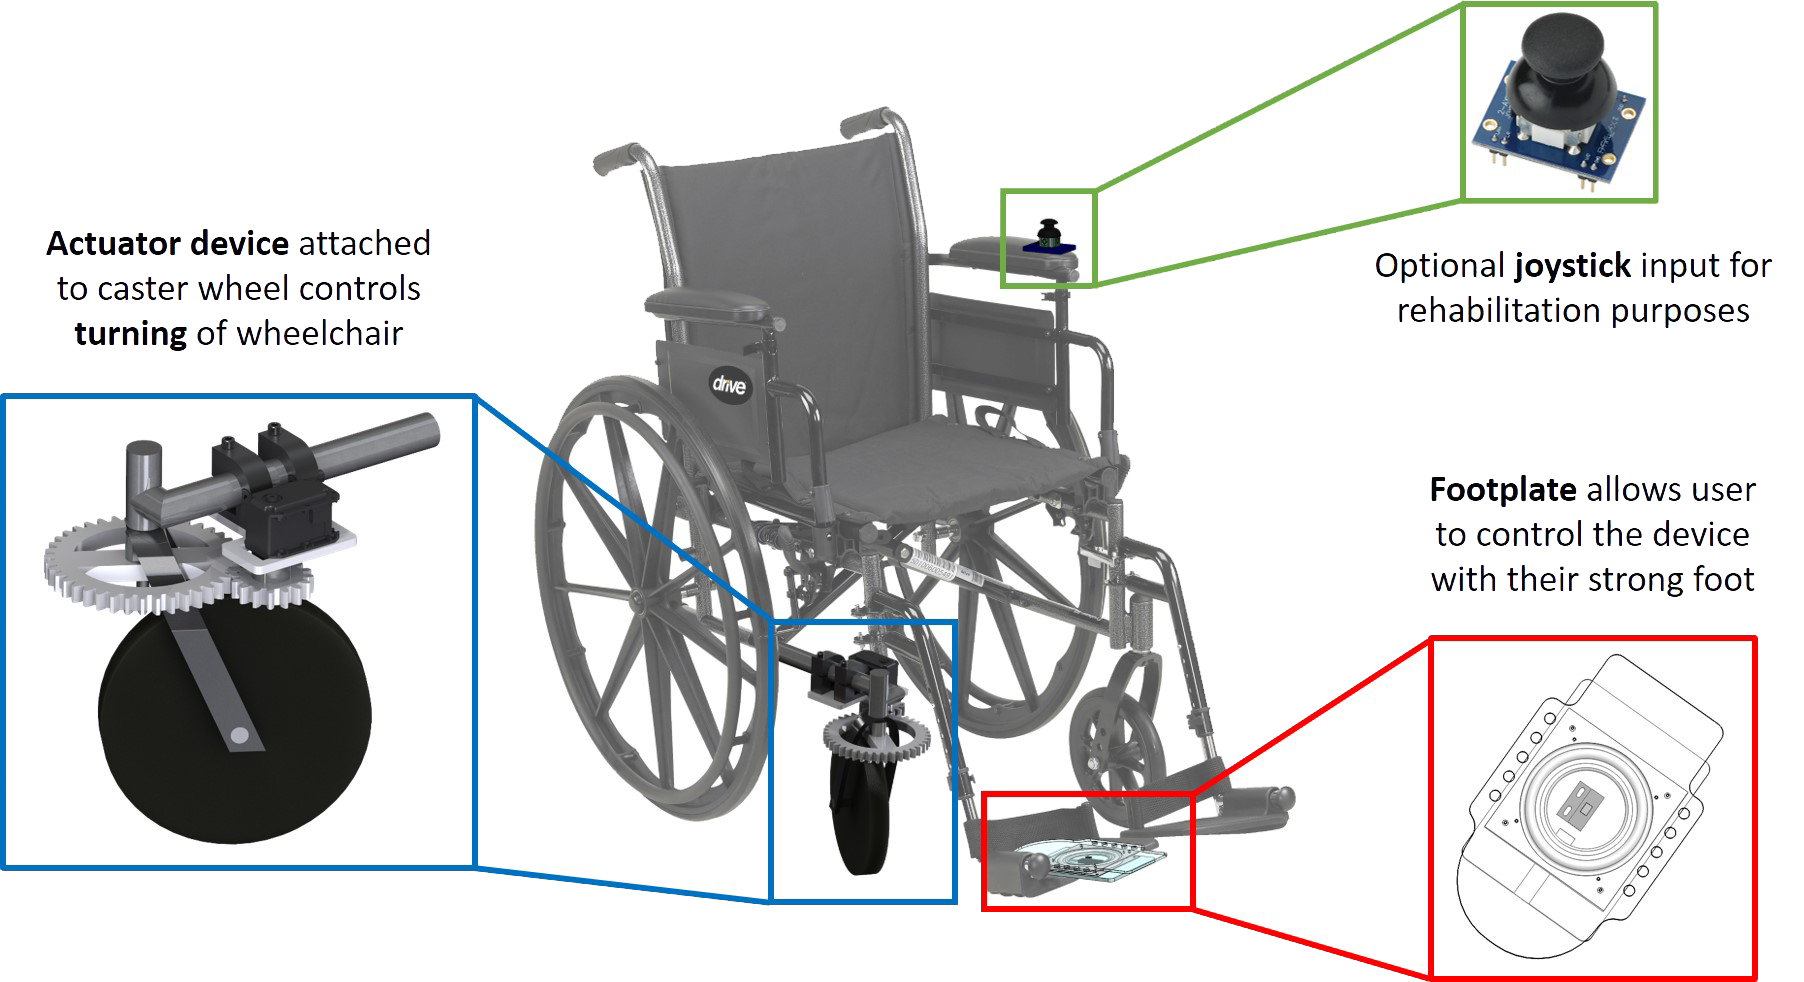 Actuator device attached
to caster wheel controls
turning of wheelchair
drive
Optional joystick input for
rehabilitation purposes
Footplate allows user
to control the device
with their strong foot